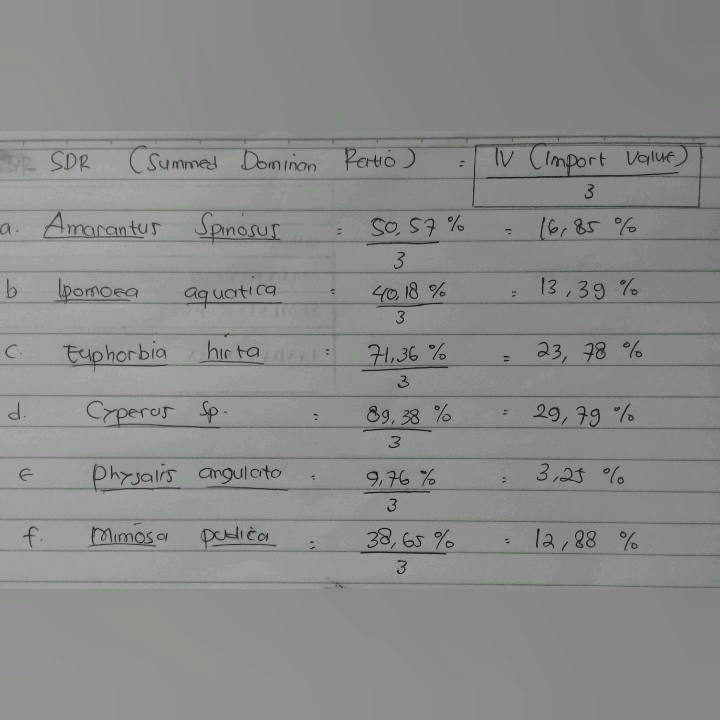 SDR (Summed Dominan Ratio) = IV (Import Value)
3
a. Amarantus Spinosus = 50,57 % = 16,85 %
3
b Ipomoea aquatica = 40,18 % = 13,39 %
3
c. Euphorbia hirta = 71,36 % = 23,78 %
3
d. Cyperus Sp. = 89,38 % = 29,79 %
3
e Physalis angulata = 9,76 % = 3,25 %
3
f. Mimosa pudica = 38,65 % = 12,88 %
3